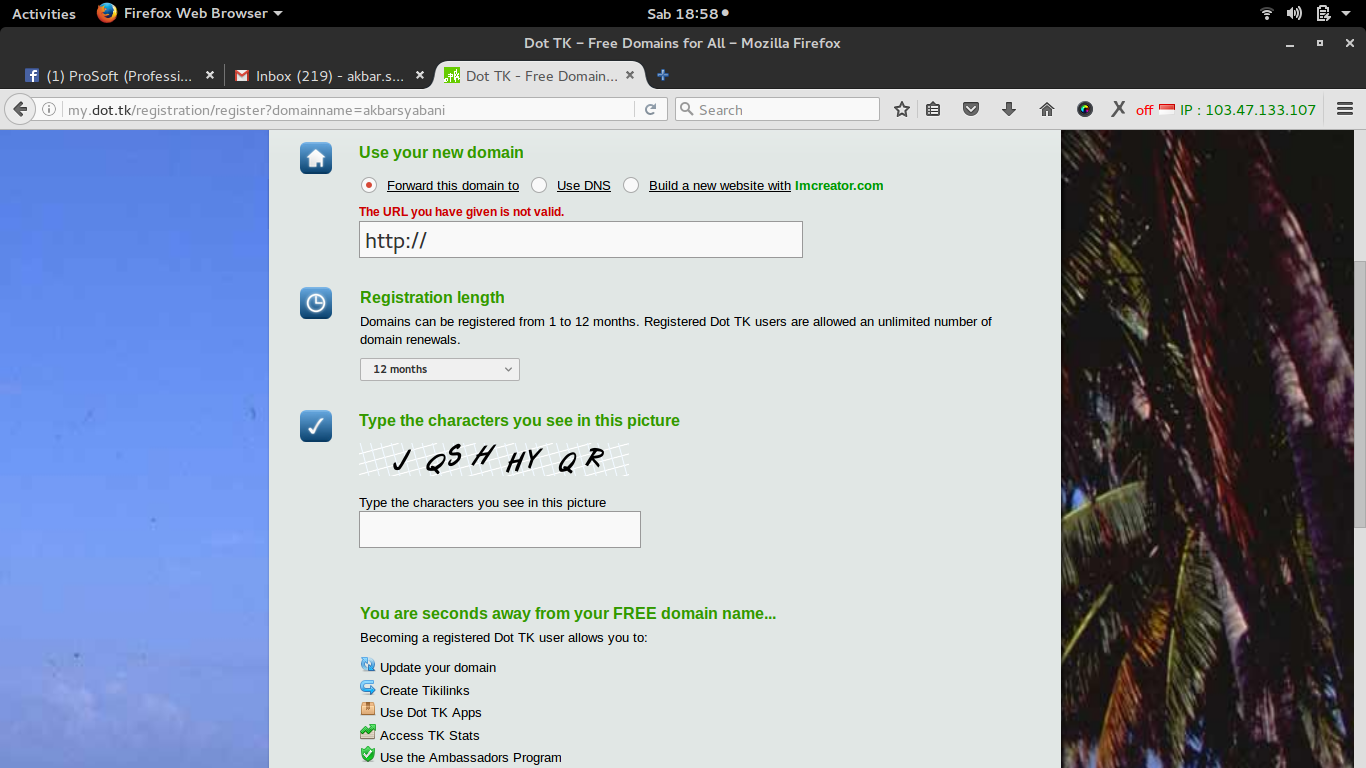 Activities Firefox Web Browser Sab 18:58
Dot TK – Free Domains for All – Mozilla Firefox
(1) ProSoft (Professi... Inbox (219) - akbar.s... Dot TK - Free Domain...
my.dot.tk/registration/register?domainname=akbarsyabani Search off IP : 103.47.133.107
Use your new domain
Forward this domain to Use DNS Build a new website with Imcreator.com
The URL you have given is not valid.
http://
Registration length
Domains can be registered from 1 to 12 months. Registered Dot TK users are allowed an unlimited number of
domain renewals.
12 months
Type the characters you see in this picture
J QSH HY QR
Type the characters you see in this picture
You are seconds away from your FREE domain name...
Becoming a registered Dot TK user allows you to:
Update your domain
Create Tikilinks
Use Dot TK Apps
Access TK Stats
Use the Ambassadors Program